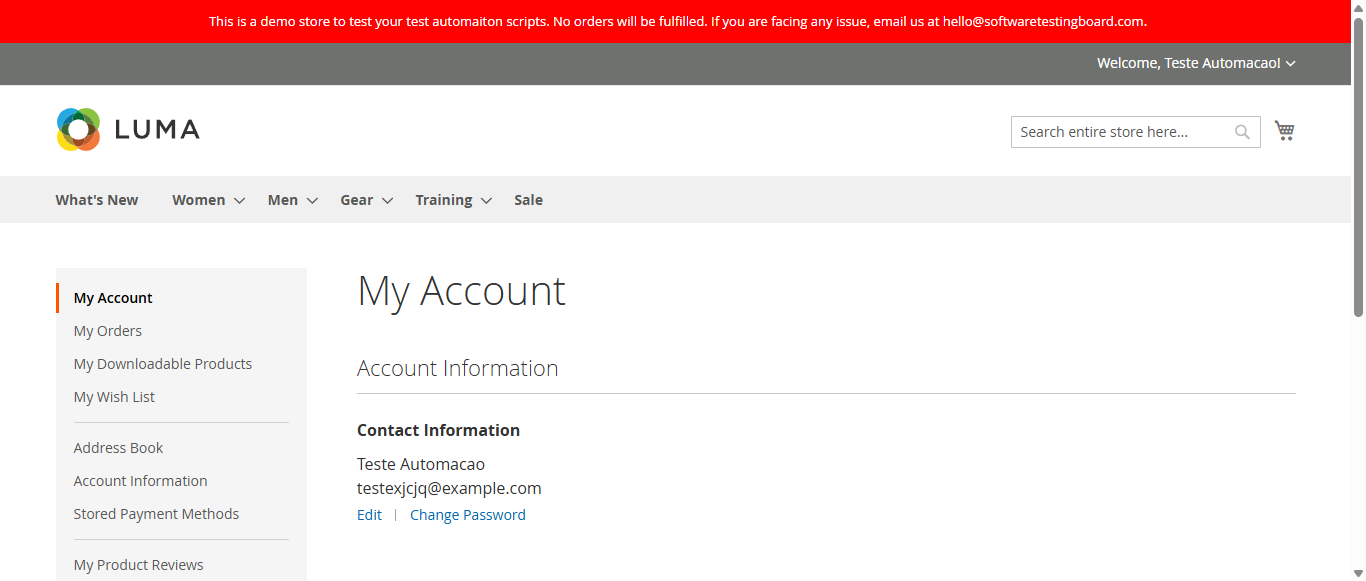 This is a demo store to test your test automaiton scripts. No orders will be fulfilled. If you are facing any issue, email us at hello@softwaretestingboard.com.
Welcome, Teste Automacao!
LUMA
Search entire store here...
What's New Women Men Gear Training Sale
My Account
My Orders
My Downloadable Products
My Wish List
Address Book
Account Information
Stored Payment Methods
My Product Reviews
My Account
Account Information
Contact Information
Teste Automacao
testexjcjq@example.com
Edit | Change Password